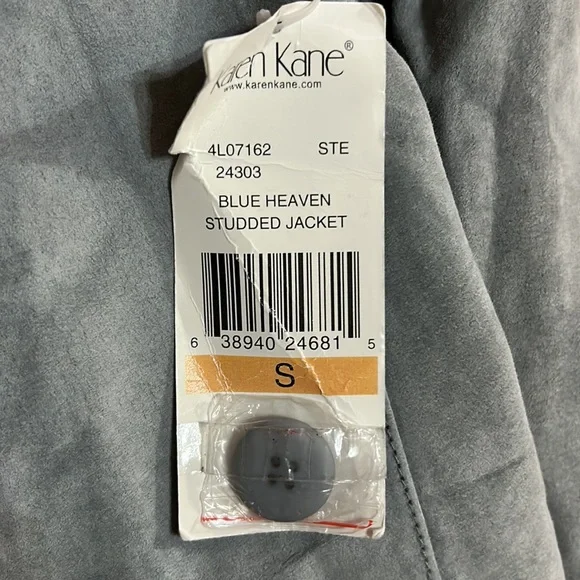 Karen Kane®
www.karenkane.com
4L07162 STE
24303
BLUE HEAVEN
STUDDED JACKET
6 38940 24681 5
S